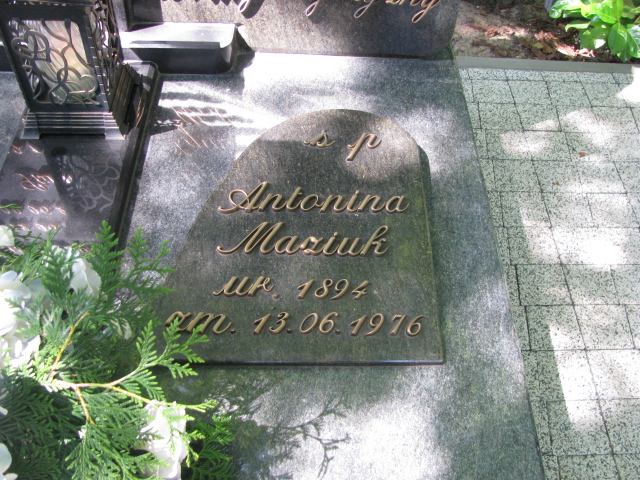 ś p
Antonina
Maziuk
ur. 1894
zm. 13.06.1976